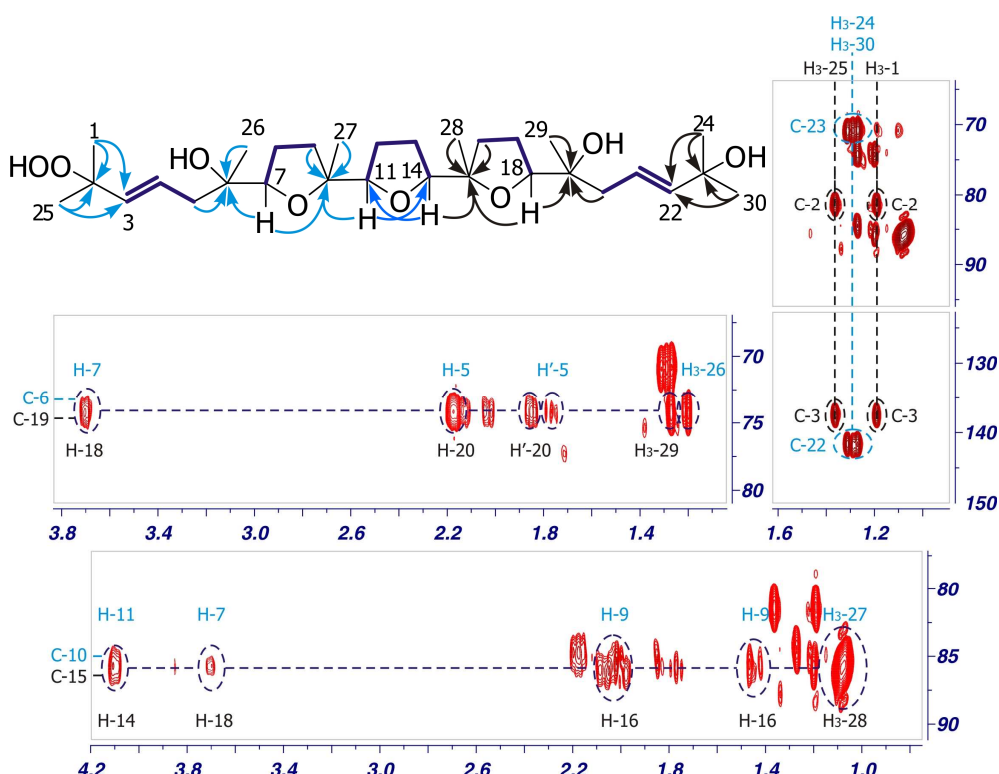 H₃-24
H₃-30
H₃-25 H₃-1
C-23
C-2 C-2
70
80
90
1 26 27 28 29 24
HOO HO OH OH
7 11 14 18
O O O
25 3 H H H H 22 30
130
C-3 C-3
140
C-22
150
1.6 1.2
H-7 H-5 H′-5 H₃-26
C-6
C-19
H-18 H-20 H′-20 H₃-29
70
75
80
3.8 3.4 3.0 2.6 2.2 1.8 1.4
H-11 H-7 H-9 H-9 H₃-27
C-10
C-15
H-14 H-18 H-16 H-16 H₃-28
80
85
90
4.2 3.8 3.4 3.0 2.6 2.2 1.8 1.4 1.0